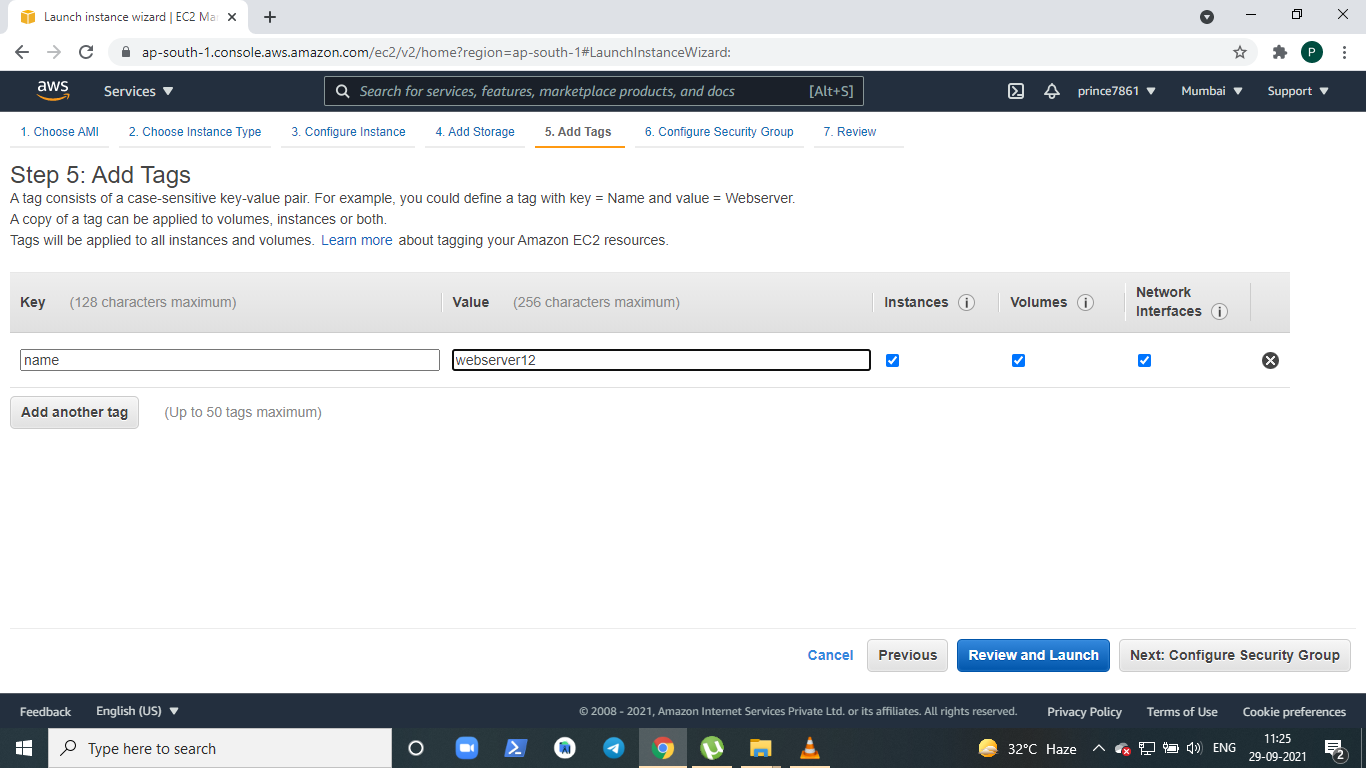 Launch instance wizard | EC2 Mar
ap-south-1.console.aws.amazon.com/ec2/v2/home?region=ap-south-1#LaunchInstanceWizard:
P
aws
Services
Search for services, features, marketplace products, and docs
[Alt+S]
prince7861
Mumbai
Support
1. Choose AMI
2. Choose Instance Type
3. Configure Instance
4. Add Storage
5. Add Tags
6. Configure Security Group
7. Review
Step 5: Add Tags
A tag consists of a case-sensitive key-value pair. For example, you could define a tag with key = Name and value = Webserver.
A copy of a tag can be applied to volumes, instances or both.
Tags will be applied to all instances and volumes. Learn more about tagging your Amazon EC2 resources.
Key (128 characters maximum)
Value (256 characters maximum)
Instances i
Volumes i
Network
Interfaces i
name
webserver12
Add another tag
(Up to 50 tags maximum)
Cancel
Previous
Review and Launch
Next: Configure Security Group
Feedback
English (US)
© 2008 - 2021, Amazon Internet Services Private Ltd. or its affiliates. All rights reserved.
Privacy Policy
Terms of Use
Cookie preferences
Type here to search
32°C Haze
ENG
11:25
29-09-2021
2